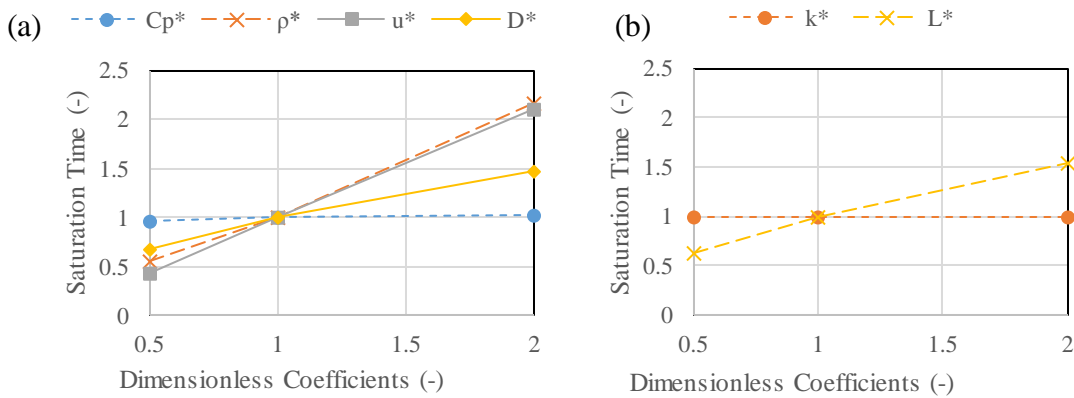 (a)
Cp* ρ* u* D*
2.5
2
1.5
1
0.5
0
Saturation Time (-)
0.5 1 1.5 2
Dimensionless Coefficients (-)
(b)
k* L*
2.5
2
1.5
1
0.5
0
Saturation Time (-)
0.5 1 1.5 2
Dimensionless Coefficients (-)